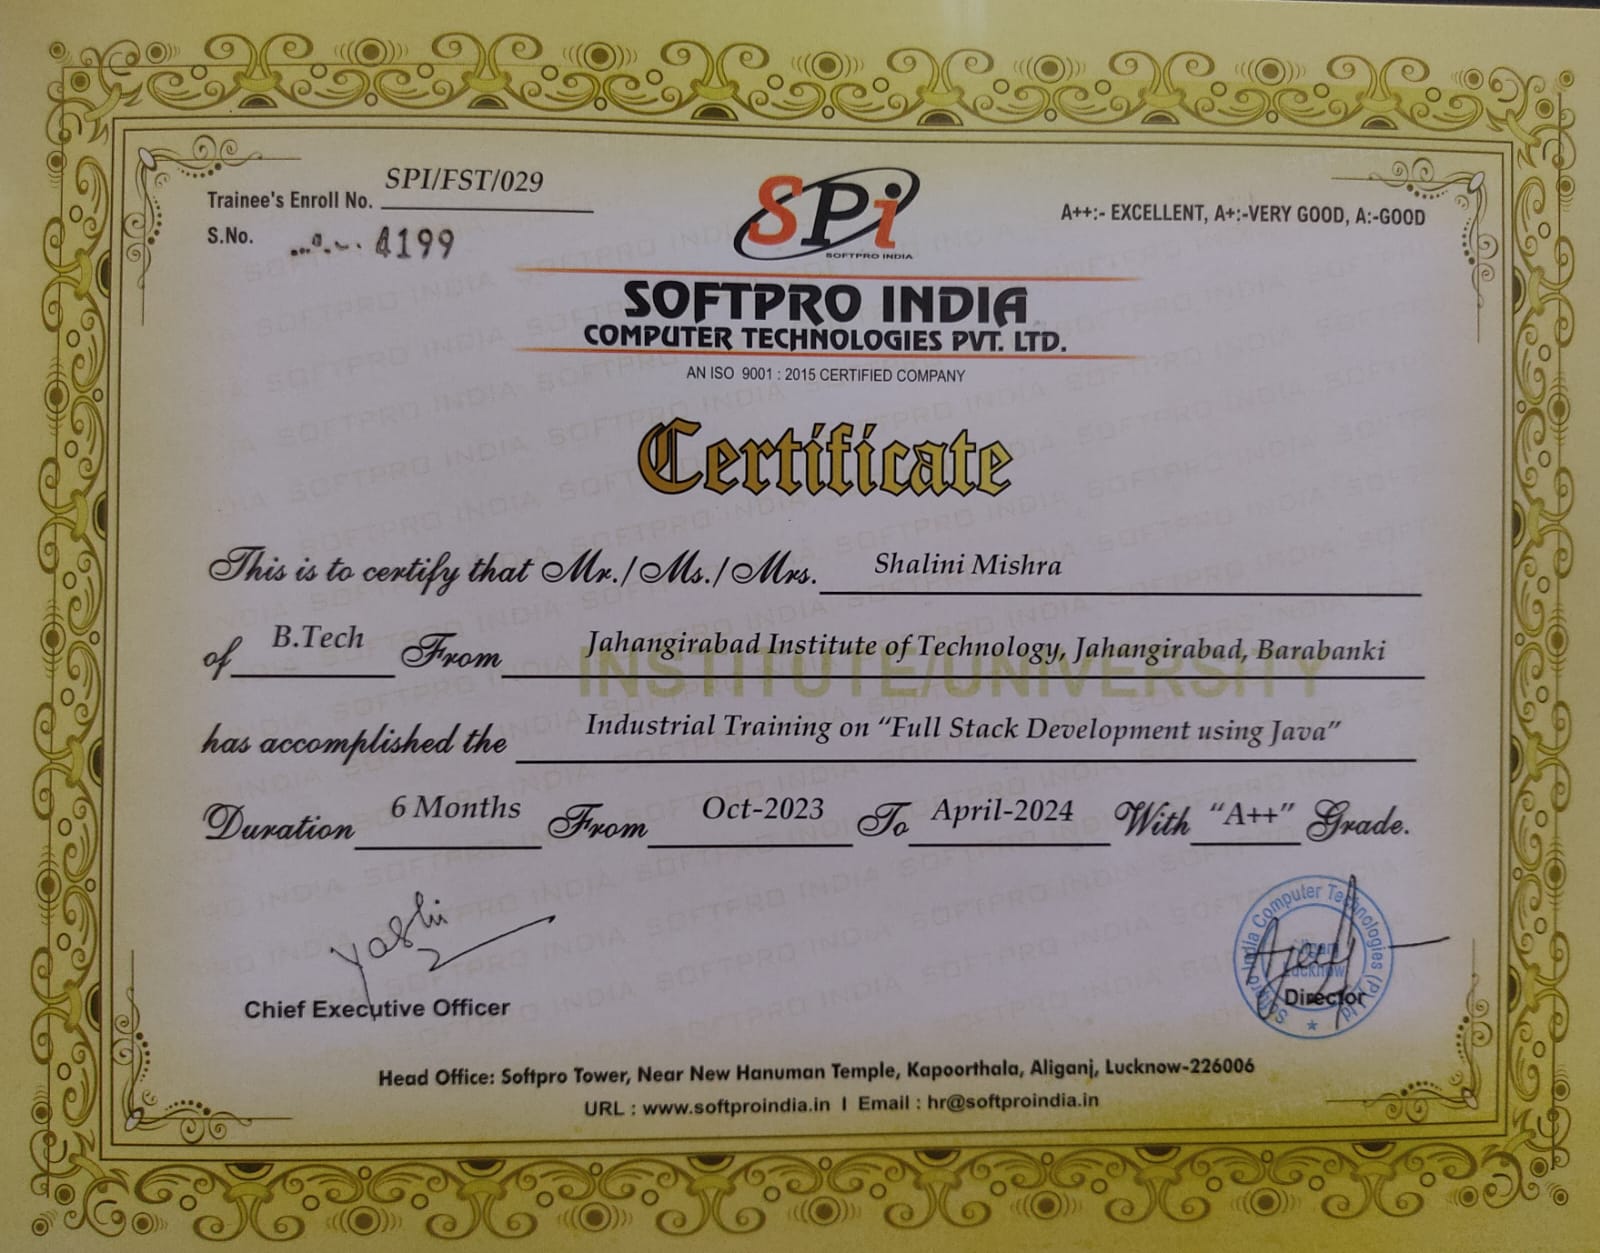 Trainee's Enroll No. SPI/FST/029
S.No. 4199
SPi
SOFTPRO INDIA
A++:- EXCELLENT, A+:-VERY GOOD, A:-GOOD
SOFTPRO INDIA
COMPUTER TECHNOLOGIES PVT. LTD.
AN ISO 9001 : 2015 CERTIFIED COMPANY
Certificate
This is to certify that Mr./Ms./Mrs. Shalini Mishra
of B.Tech From Jahangirabad Institute of Technology, Jahangirabad, Barabanki
INSTITUTE/UNIVERSITY
has accomplished the Industrial Training on “Full Stack Development using Java”
Duration 6 Months From Oct-2023 To April-2024 With “A++” Grade.
Yashi
Chief Executive Officer
Softpro India Computer Technologies (P) Ltd
Lucknow
Director
Head Office: Softpro Tower, Near New Hanuman Temple, Kapoorthala, Aliganj, Lucknow-226006
URL : www.softproindia.in I Email : hr@softproindia.in